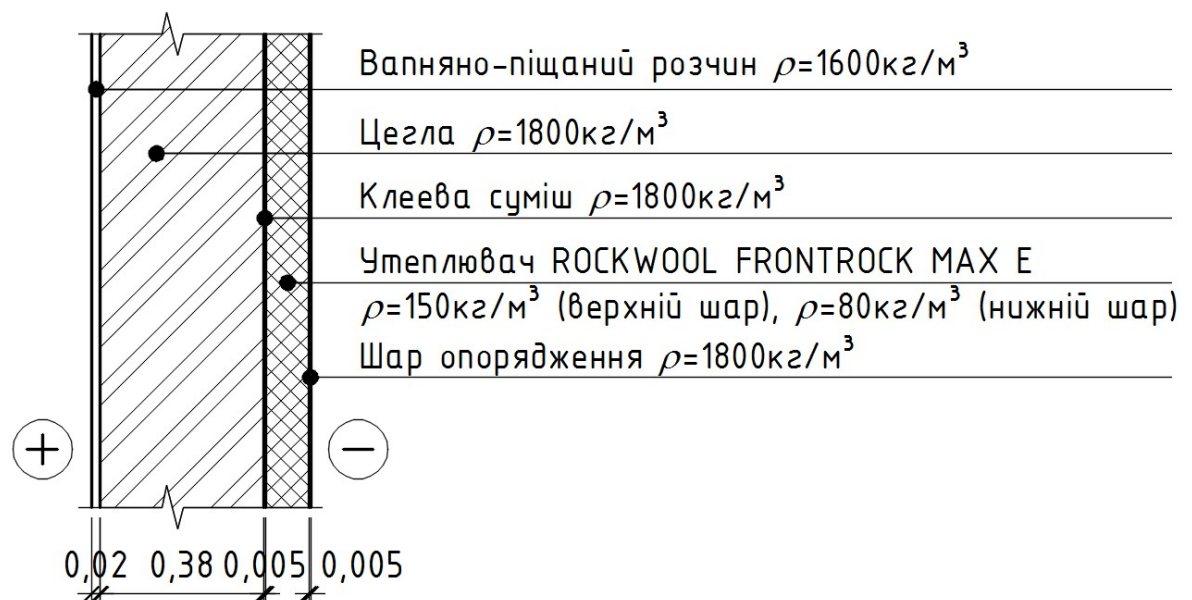 Вапняно-піщаний розчин ρ=1600кг/м³
Цегла ρ=1800кг/м³
Клеева суміш ρ=1800кг/м³
Утеплювач ROCKWOOL FRONTROCK MAX E
ρ=150кг/м³ (верхній шар), ρ=80кг/м³ (нижній шар)
Шар опорядження ρ=1800кг/м³
+ −
0,02 0,38 0,005 0,005